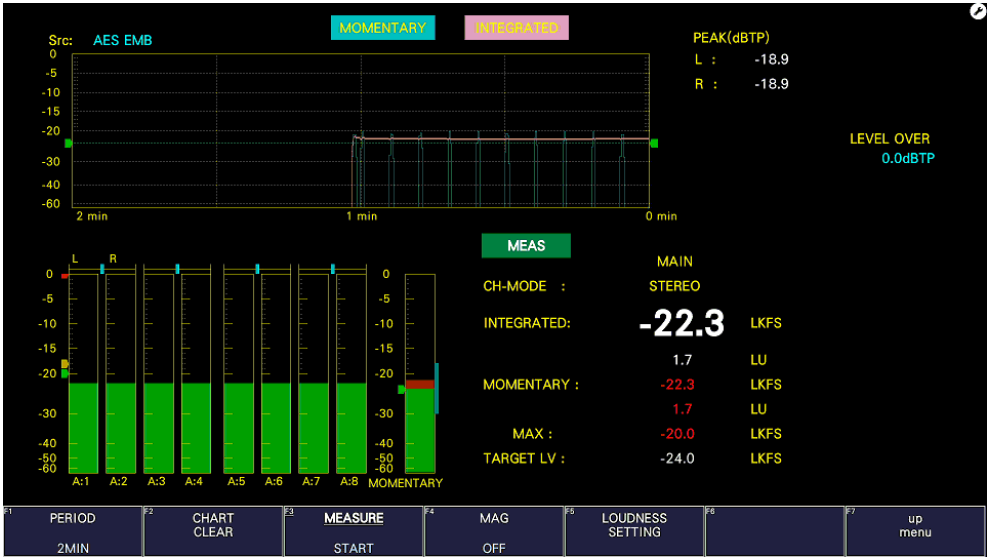 MOMENTARY INTEGRATED
Src: AES EMB
PEAK(dBTP)
L : -18.9
R : -18.9
LEVEL OVER
0.0dBTP
0
-5
-10
-15
-20
-30
-40
-60
2 min 1 min 0 min
MEAS
MAIN
CH-MODE : STEREO
INTEGRATED: -22.3 LKFS
1.7 LU
MOMENTARY : -22.3 LKFS
1.7 LU
MAX : -20.0 LKFS
TARGET LV : -24.0 LKFS
L R
0 0
-5 -5
-10 -10
-15 -15
-20 -20
-30 -30
-40 -40
-50 -50
-60 -60
A:1 A:2 A:3 A:4 A:5 A:6 A:7 A:8 MOMENTARY
F1 PERIOD
2MIN
F2 CHART
CLEAR
F3 MEASURE
START
F4 MAG
OFF
F5 LOUDNESS
SETTING
F6
F7 up
menu